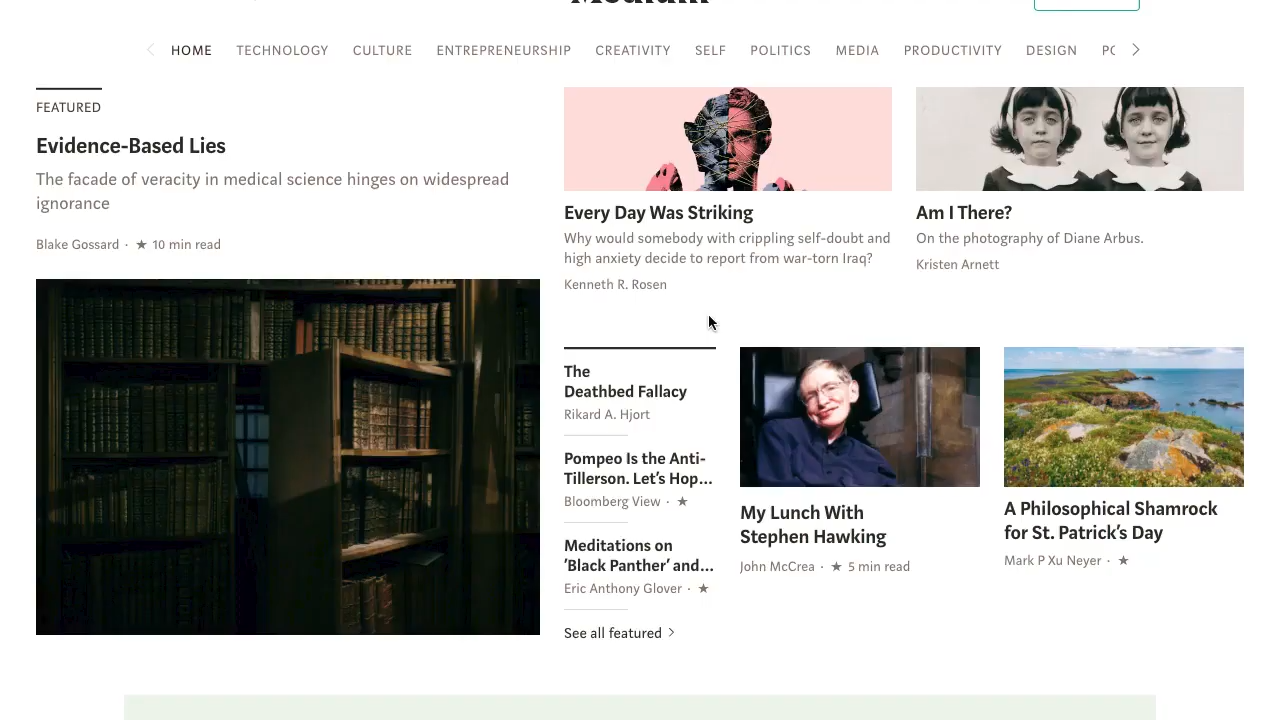 HOME TECHNOLOGY CULTURE ENTREPRENEURSHIP CREATIVITY SELF POLITICS MEDIA PRODUCTIVITY DESIGN
FEATURED
Evidence-Based Lies
The facade of veracity in medical science hinges on widespread
ignorance
Blake Gossard · ★ 10 min read
Every Day Was Striking
Why would somebody with crippling self-doubt and
high anxiety decide to report from war-torn Iraq?
Kenneth R. Rosen
Am I There?
On the photography of Diane Arbus.
Kristen Arnett
The
Deathbed Fallacy
Rikard A. Hjort
Pompeo Is the Anti-
Tillerson. Let's Hop...
Bloomberg View · ★
Meditations on
'Black Panther' and...
Eric Anthony Glover · ★
See all featured
My Lunch With
Stephen Hawking
John McCrea · ★ 5 min read
A Philosophical Shamrock
for St. Patrick's Day
Mark P Xu Neyer · ★